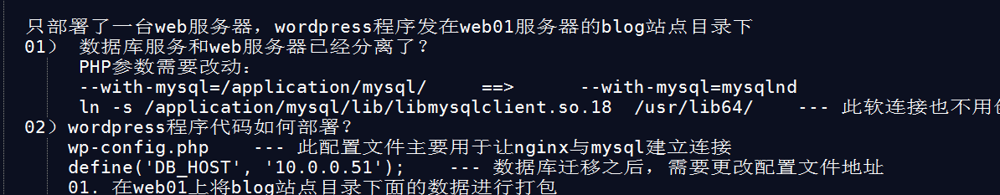 只部署了一台web服务器，wordpress程序发在web01服务器的blog站点目录下
01） 数据库服务和web服务器已经分离了？
PHP参数需要改动：
--with-mysql=/application/mysql/ ==> --with-mysql=mysqlnd
ln -s /application/mysql/lib/libmysqlclient.so.18 /usr/lib64/ --- 此软连接也不用
02）wordpress程序代码如何部署？
wp-config.php --- 此配置文件主要用于让nginx与mysql建立连接
define('DB_HOST', '10.0.0.51'); --- 数据库迁移之后，需要更改配置文件地址
01. 在web01上将blog站点目录下面的数据进行打包